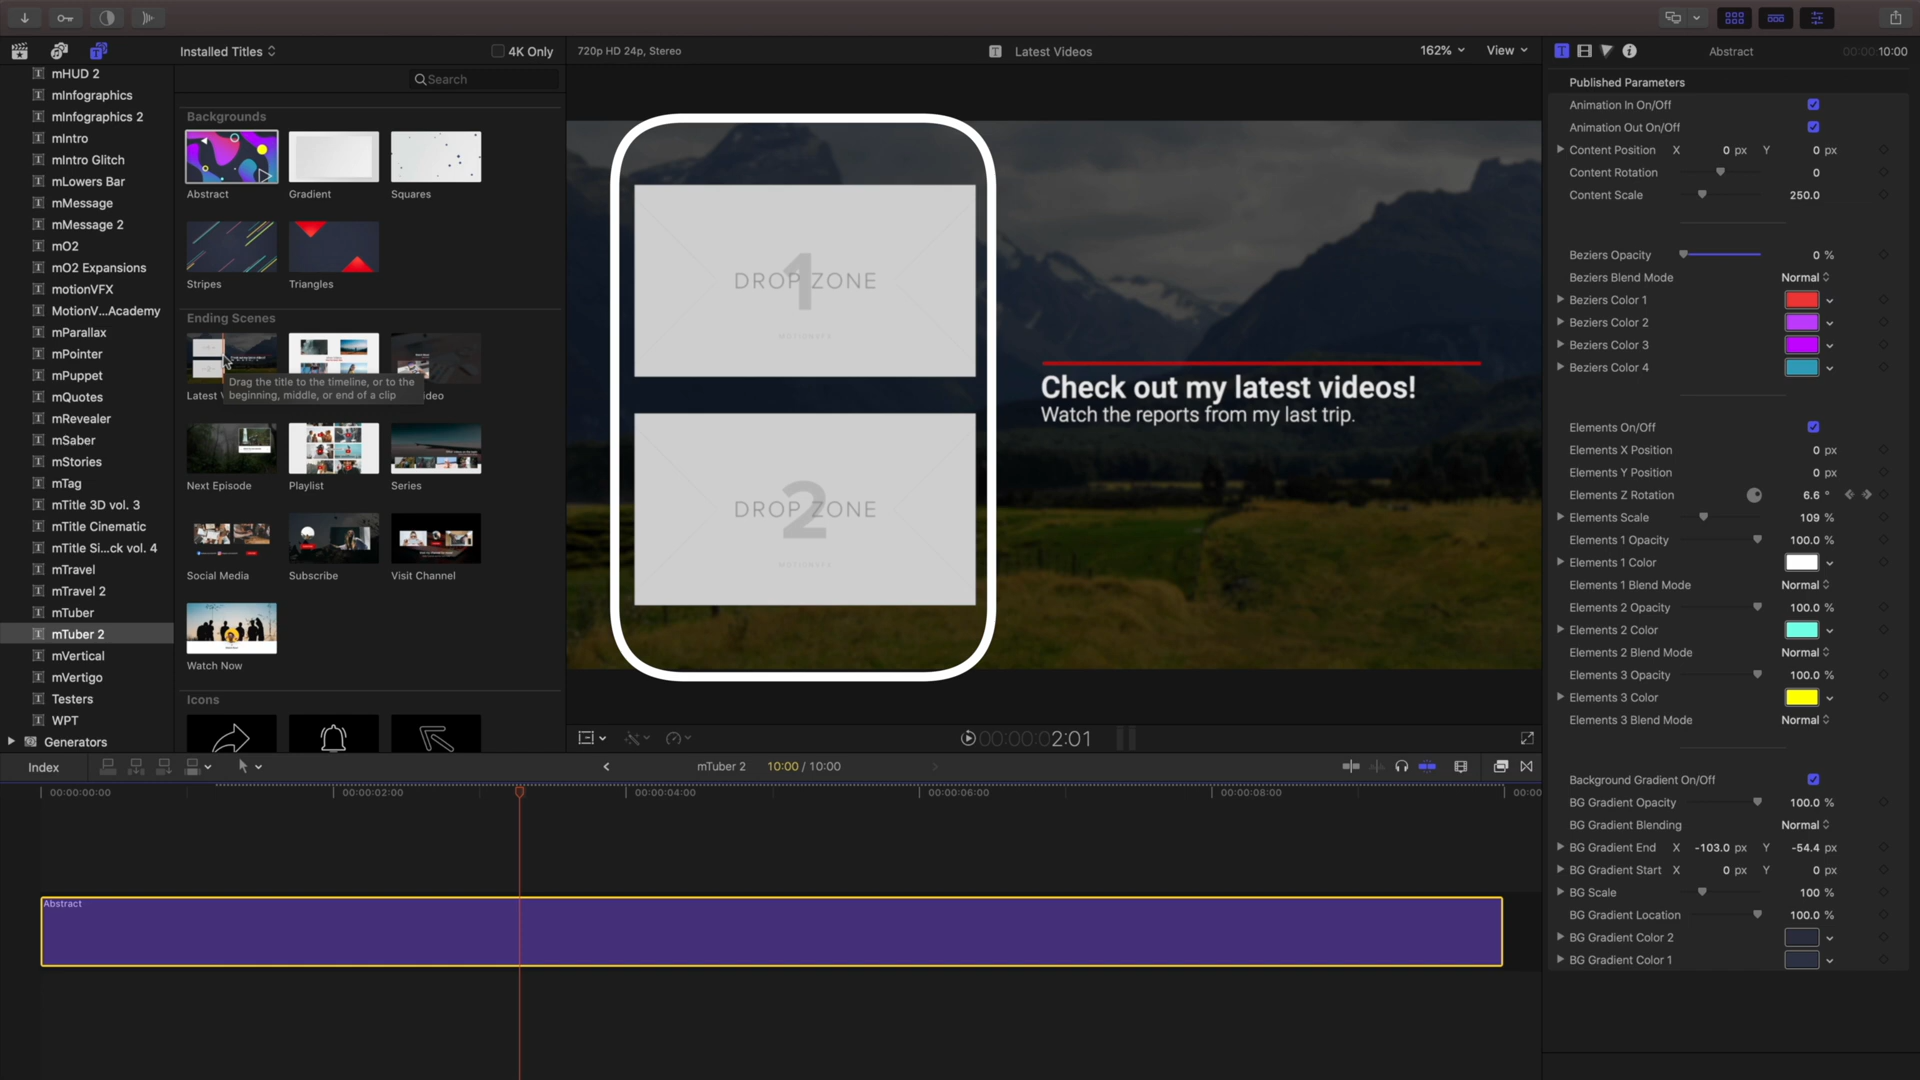 Installed Titles
4K Only
720p HD 24p, Stereo
Latest Videos
162%
View
Abstract
00:00:10:00
Search
mHUD 2
mInfographics
mInfographics 2
mIntro
mIntro Glitch
mLowers Bar
mMessage
mMessage 2
mO2
mO2 Expansions
motionVFX
MotionV...Academy
mParallax
mPointer
mPuppet
mQuotes
mRevealer
mSaber
mStories
mTag
mTitle 3D vol. 3
mTitle Cinematic
mTitle Si...ck vol. 4
mTravel
mTravel 2
mTuber
mTuber 2
mVertical
mVertigo
Testers
WPT
Generators
Backgrounds
Abstract
Gradient
Squares
Stripes
Triangles
Ending Scenes
Drag the title to the timeline, or to the
beginning, middle, or end of a clip
Latest V
ideo
Next Episode
Playlist
Series
Social Media
Subscribe
Visit Channel
Watch Now
Icons
1
DROP ZONE
MOTIONVFX
2
DROP ZONE
MOTIONVFX
Check out my latest videos!
Watch the reports from my last trip.
00:00:02:01
Published Parameters
Animation In On/Off
Animation Out On/Off
Content Position X 0 px Y 0 px
Content Rotation 0
Content Scale 250.0
Beziers Opacity 0 %
Beziers Blend Mode Normal
Beziers Color 1
Beziers Color 2
Beziers Color 3
Beziers Color 4
Elements On/Off
Elements X Position 0 px
Elements Y Position 0 px
Elements Z Rotation 6.6 °
Elements Scale 109 %
Elements 1 Opacity 100.0 %
Elements 1 Color
Elements 1 Blend Mode Normal
Elements 2 Opacity 100.0 %
Elements 2 Color
Elements 2 Blend Mode Normal
Elements 3 Opacity 100.0 %
Elements 3 Color
Elements 3 Blend Mode Normal
Background Gradient On/Off
BG Gradient Opacity 100.0 %
BG Gradient Blending Normal
BG Gradient End X -103.0 px Y -54.4 px
BG Gradient Start X 0 px Y 0 px
BG Scale 100 %
BG Gradient Location 100.0 %
BG Gradient Color 2
BG Gradient Color 1
Index
mTuber 2
10:00 / 10:00
00:00:00:00
00:00:02:00
00:00:04:00
00:00:06:00
00:00:08:00
00:00
Abstract